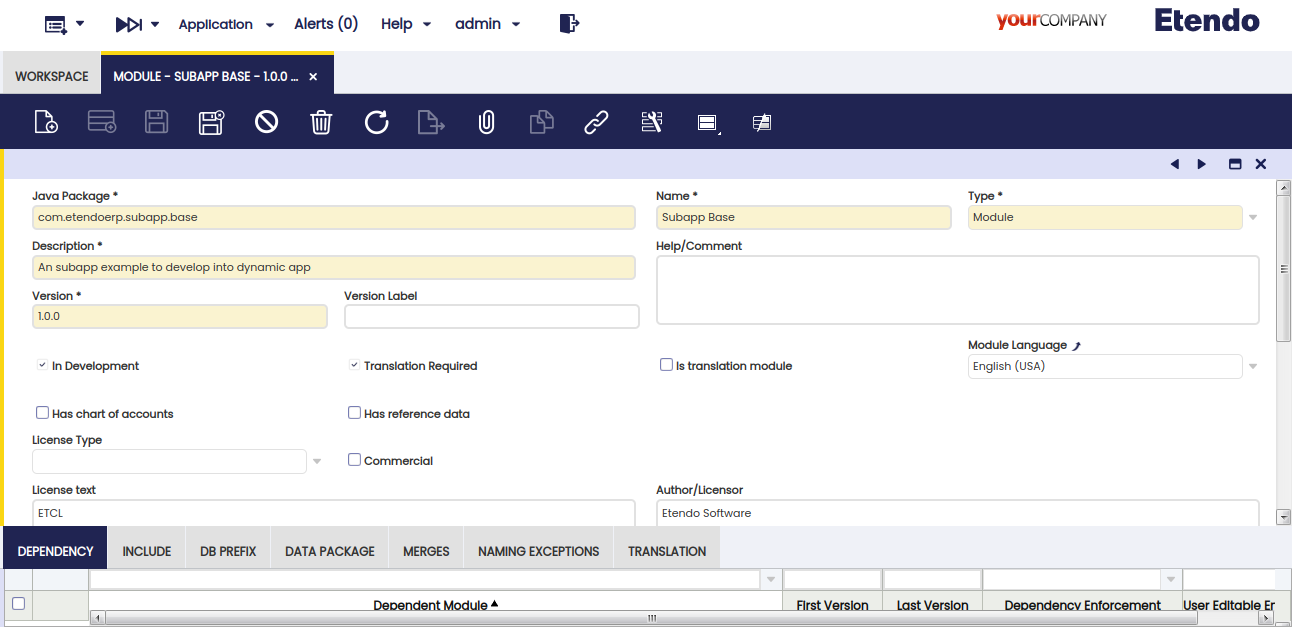 Application Alerts (0) Help admin yourCOMPANY Etendo
WORKSPACE MODULE - SUBAPP BASE - 1.0.0 ...
Java Package * Name * Type *
com.etendoerp.subapp.base Subapp Base Module
Description * Help/Comment
An subapp example to develop into dynamic app
Version * Version Label
1.0.0
Module Language
In Development Translation Required Is translation module English (USA)
Has chart of accounts Has reference data
License Type
Commercial
License text Author/Licensor
ETCL Etendo Software
DEPENDENCY INCLUDE DB PREFIX DATA PACKAGE MERGES NAMING EXCEPTIONS TRANSLATION
Dependent Module First Version Last Version Dependency Enforcement User Editable Er